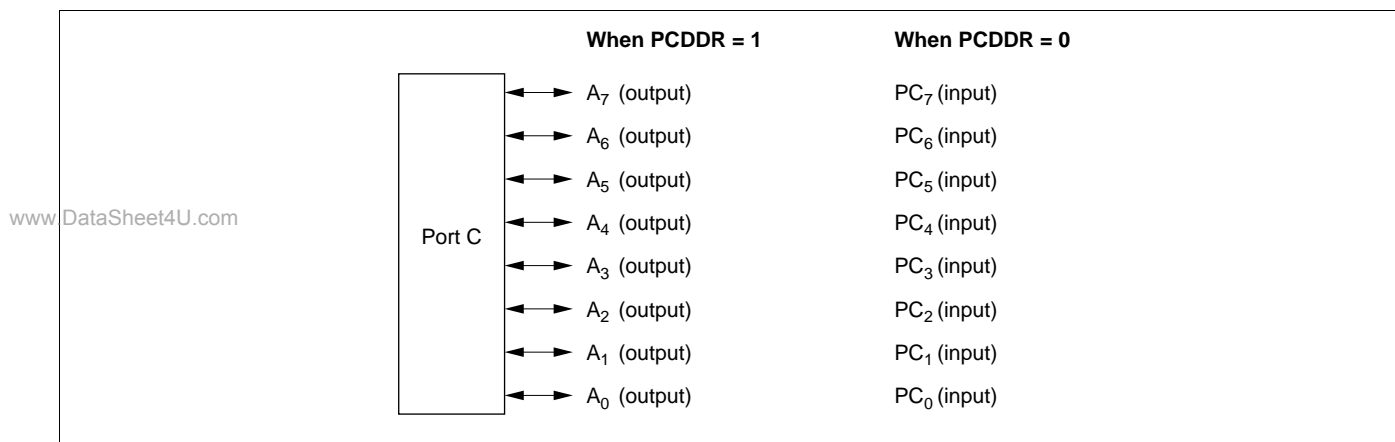 When PCDDR = 1 When PCDDR = 0
A7 (output) PC7 (input)
A6 (output) PC6 (input)
A5 (output) PC5 (input)
www.DataSheet4U.com
A4 (output) PC4 (input)
Port C
A3 (output) PC3 (input)
A2 (output) PC2 (input)
A1 (output) PC1 (input)
A0 (output) PC0 (input)